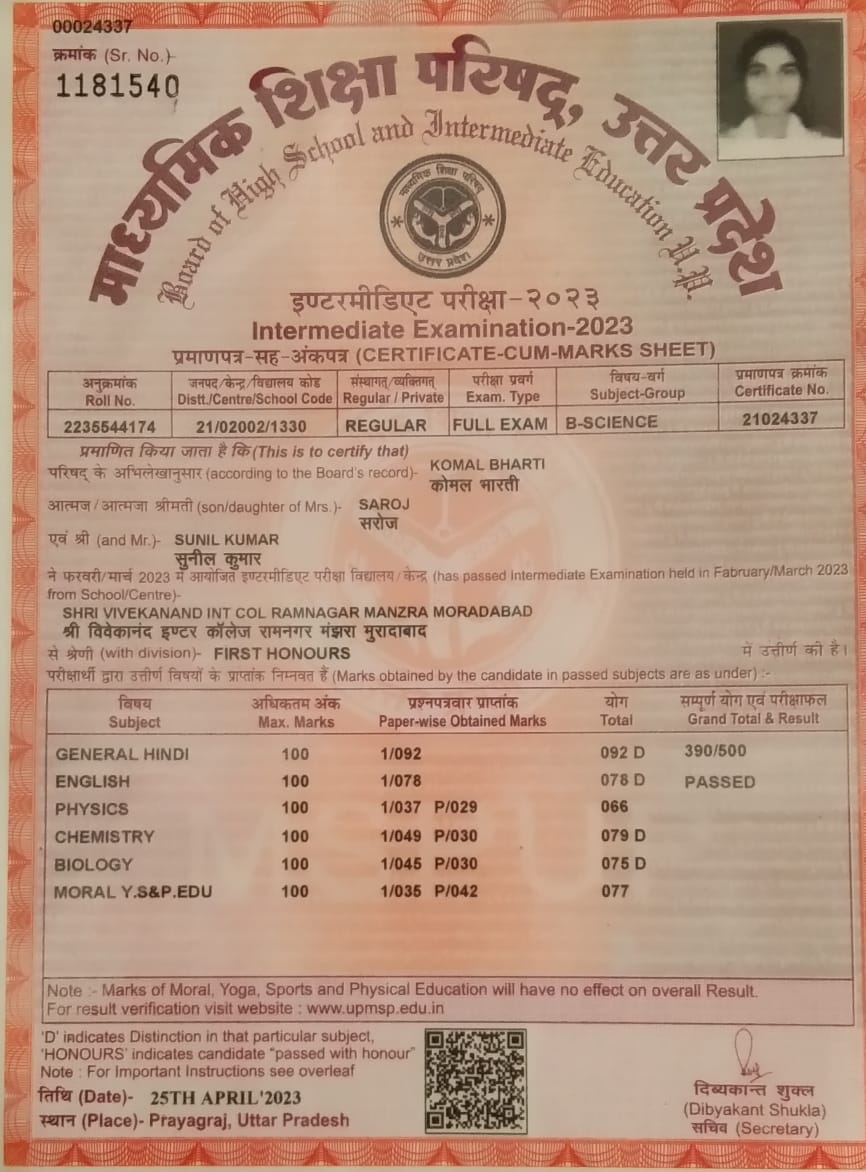 00024337
क्रमांक (Sr. No.)-
1181540
माध्यमिक शिक्षा परिषद्, उत्तर प्रदेश
Board of High School and Intermediate Education U.P.
माध्यमिक शिक्षा परिषद्
उत्तर प्रदेश
इण्टरमीडिएट परीक्षा-२०२३
Intermediate Examination-2023
प्रमाणपत्र-सह-अंकपत्र (CERTIFICATE-CUM-MARKS SHEET)
अनुक्रमांक जनपद/केन्द्र/विद्यालय कोड संस्थागत/व्यक्तिगत् परीक्षा प्रवर्ग विषय-वर्ग प्रमाणपत्र क्रमांक
Roll No. Distt./Centre/School Code Regular / Private Exam. Type Subject-Group Certificate No.
2235544174 21/02002/1330 REGULAR FULL EXAM B-SCIENCE 21024337
प्रमाणित किया जाता है कि(This is to certify that)
परिषद् के अभिलेखानुसार (according to the Board's record)- KOMAL BHARTI
कोमल भारती
आत्मज/आत्मजा श्रीमती (son/daughter of Mrs.)- SAROJ
सरोज
एवं श्री (and Mr.)- SUNIL KUMAR
सुनील कुमार
ने फरवरी/मार्च 2023 में आयोजित इण्टरमीडिएट परीक्षा विद्यालय/केन्द्र (has passed Intermediate Examination held in Fabruary/March 2023
from School/Centre)-
SHRI VIVEKANAND INT COL RAMNAGAR MANZRA MORADABAD
श्री विवेकानंद इण्टर कॉलेज रामनगर मंझरा मुरादाबाद
से श्रेणी (with division)- FIRST HONOURS में उत्तीर्ण की है।
परीक्षार्थी द्वारा उत्तीर्ण विषयों के प्राप्तांक निम्नवत हैं (Marks obtained by the candidate in passed subjects are as under) :-
विषय अधिकतम अंक प्रश्नपत्रवार प्राप्तांक योग सम्पूर्ण योग एवं परीक्षाफल
Subject Max. Marks Paper-wise Obtained Marks Total Grand Total & Result
GENERAL HINDI 100 1/092 092 D 390/500
ENGLISH 100 1/078 078 D PASSED
PHYSICS 100 1/037 P/029 066
CHEMISTRY 100 1/049 P/030 079 D
BIOLOGY 100 1/045 P/030 075 D
MORAL Y.S&P.EDU 100 1/035 P/042 077
Note :- Marks of Moral, Yoga, Sports and Physical Education will have no effect on overall Result.
For result verification visit website : www.upmsp.edu.in
'D' indicates Distinction in that particular subject,
'HONOURS' indicates candidate "passed with honour"
Note : For Important Instructions see overleaf
तिथि (Date)- 25TH APRIL'2023
स्थान (Place)- Prayagraj, Uttar Pradesh
दिब्यकान्त शुक्ल
(Dibyakant Shukla)
सचिव (Secretary)